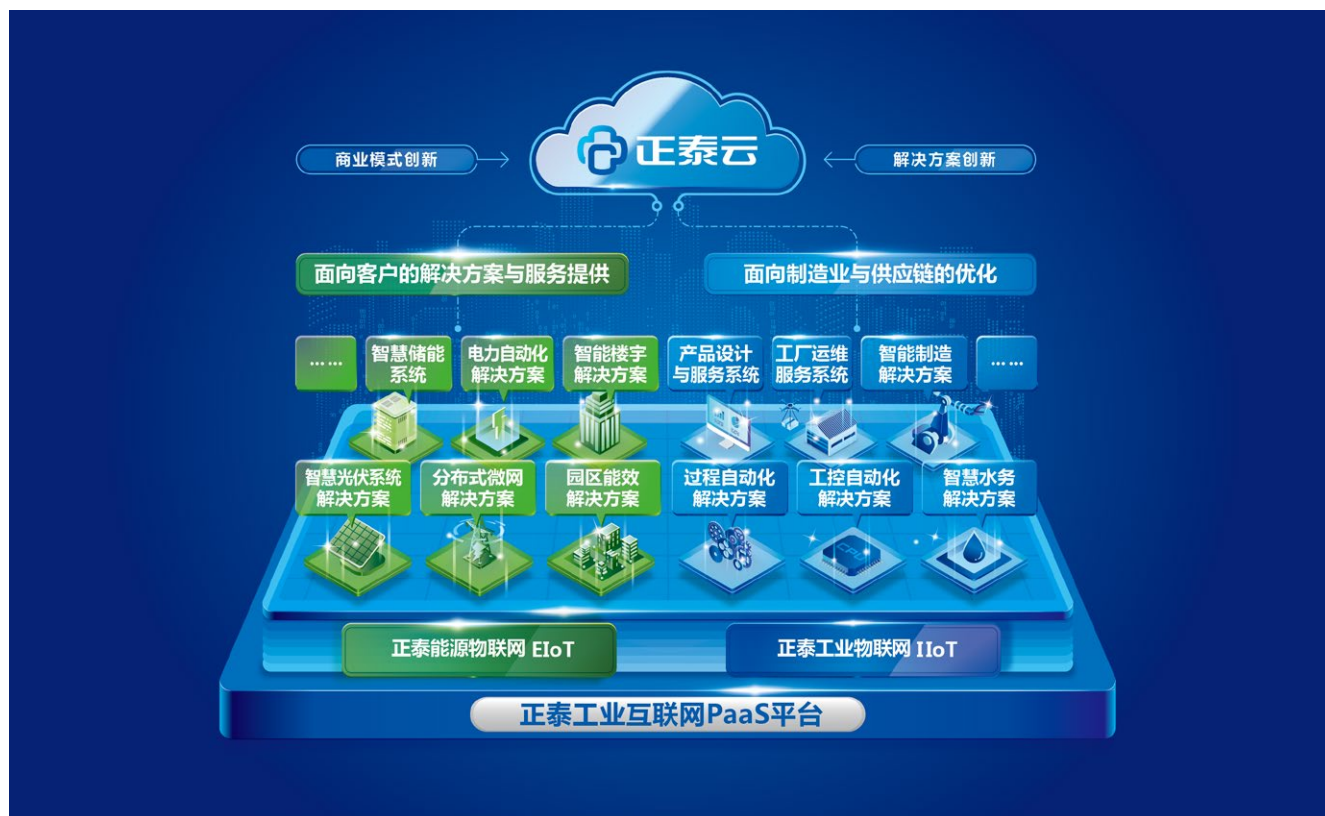 正泰云
商业模式创新
解决方案创新
面向客户的解决方案与服务提供
面向制造业与供应链的优化
……
智慧储能
系统
电力自动化
解决方案
智能楼宇
解决方案
产品设计
与服务系统
工厂运维
服务系统
智能制造
解决方案
……
智慧光伏系统
解决方案
分布式微网
解决方案
园区能效
解决方案
过程自动化
解决方案
工控自动化
解决方案
智慧水务
解决方案
CPU
正泰能源物联网 EIoT
正泰工业物联网 IIoT
正泰工业互联网PaaS平台